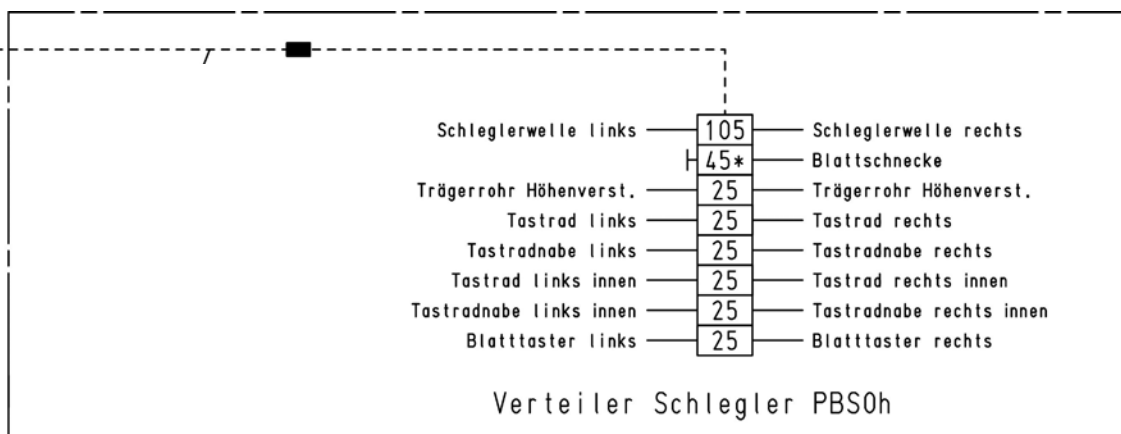 Schleglerwelle links 105 Schleglerwelle rechts
45* Blattschnecke
Trägerrohr Höhenverst. 25 Trägerrohr Höhenverst.
Tastrad links 25 Tastrad rechts
Tastradnabe links 25 Tastradnabe rechts
Tastrad links innen 25 Tastrad rechts innen
Tastradnabe links innen 25 Tastradnabe rechts innen
Blatttaster links 25 Blatttaster rechts
Verteiler Schlegler PBSOh